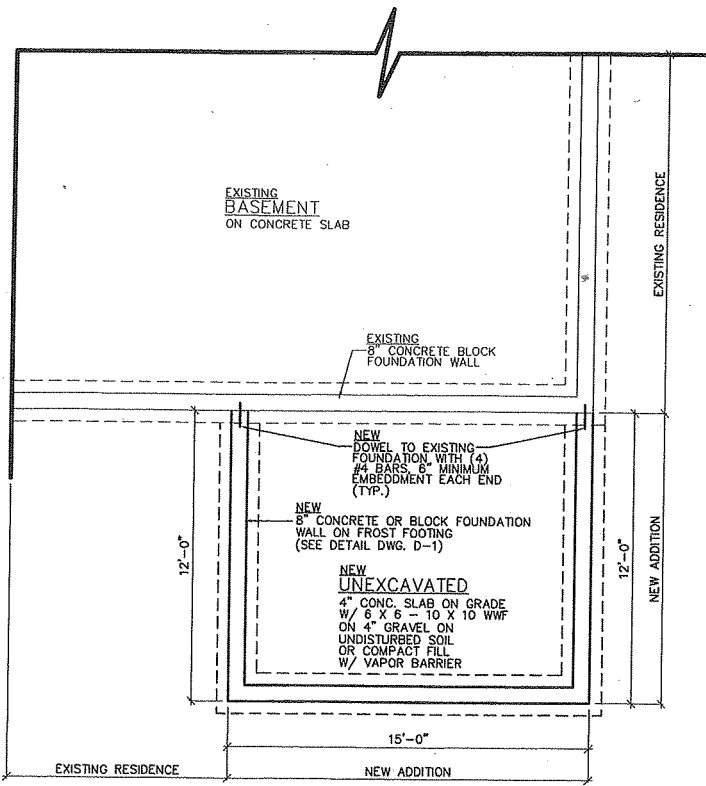 EXISTING
BASEMENT
ON CONCRETE SLAB
EXISTING RESIDENCE
EXISTING
8" CONCRETE BLOCK
FOUNDATION WALL
NEW
DOWEL TO EXISTING
FOUNDATION WITH (4)
#4 BARS, 6" MINIMUM
EMBEDDMENT EACH END
(TYP.)
NEW
8" CONCRETE OR BLOCK FOUNDATION
WALL ON FROST FOOTING
(SEE DETAIL DWG. D-1)
12'-0"
12'-0"
NEW ADDITION
NEW
UNEXCAVATED
4" CONC. SLAB ON GRADE
W/ 6 X 6 - 10 X 10 WWF
ON 4" GRAVEL ON
UNDISTURBED SOIL
OR COMPACT FILL
W/ VAPOR BARRIER
15'-0"
EXISTING RESIDENCE
NEW ADDITION